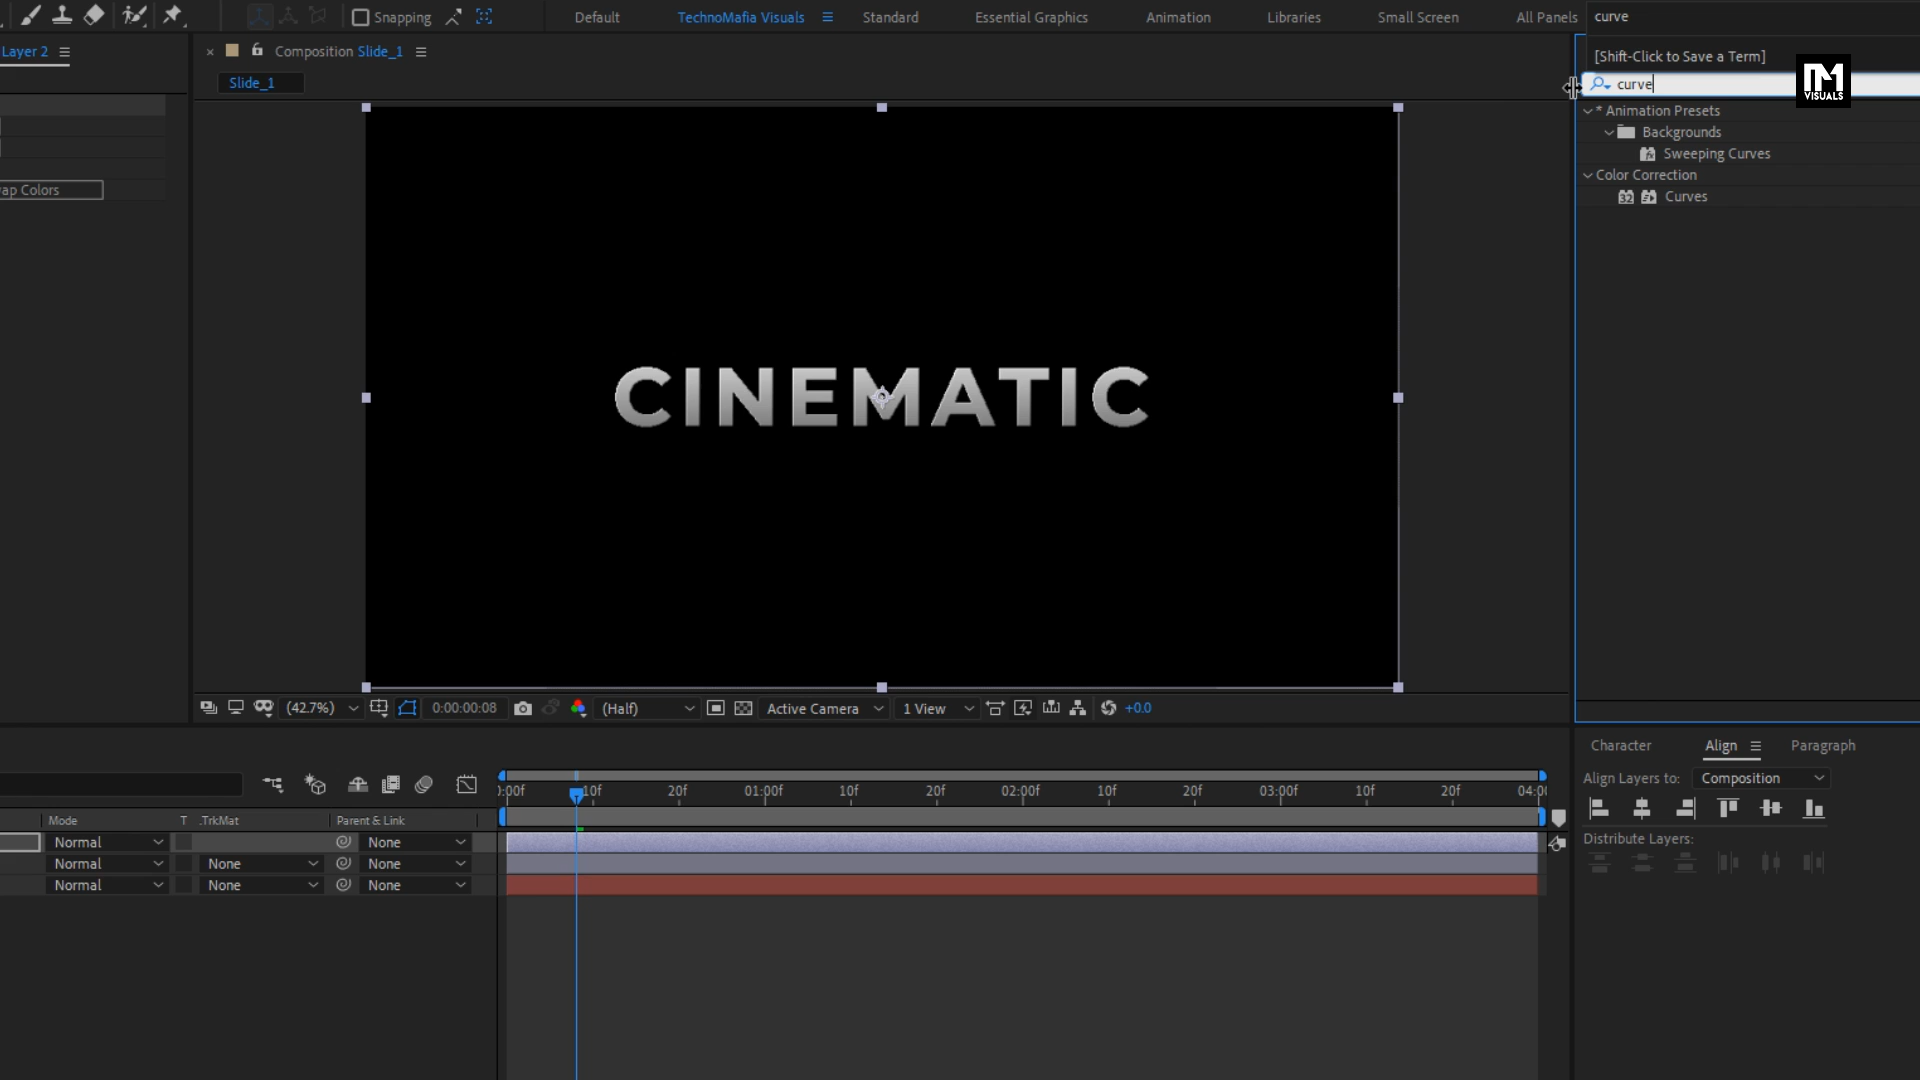 Snapping
Default
TechnoMafia Visuals
Standard
Essential Graphics
Animation
Libraries
Small Screen
All Panels
curve
Layer 2
Composition Slide_1
[Shift-Click to Save a Term]
Slide_1
curve
M
VISUALS
* Animation Presets
Backgrounds
Sweeping Curves
Color Correction
32
Curves
ap Colors
CINEMATIC
(42.7%)
0:00:00:08
(Half)
Active Camera
1 View
+0.0
Character
Align
Paragraph
Align Layers to:
Composition
:00f
10f
20f
01:00f
10f
20f
02:00f
10f
20f
03:00f
10f
20f
04:00
Mode
T .TrkMat
Parent & Link
Distribute Layers:
Normal
None
Normal
None
None
Normal
None
None